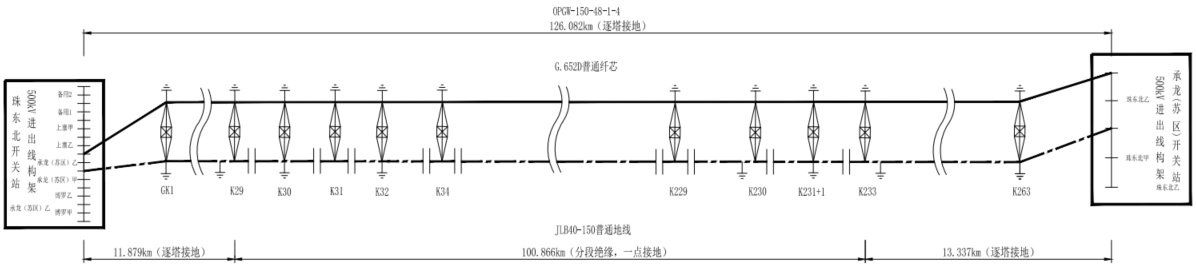 OPGW-150-48-1-4
126.082km（逐塔接地）
G.652D普通纤芯
珠东北开关站
500kV进出线构架
备用2
备用1
上寨甲
上寨乙
承龙（苏区）乙
承龙（苏区）甲
博罗乙
承龙（苏区）乙
博罗甲
承龙(苏区)开关站
500kV进出线构架
珠东北乙
珠东北甲
珠东北乙
GK1
K29
K30
K31
K32
K34
K229
K230
K231+1
K233
K263
JLB40-150普通地线
11.879km（逐塔接地）
100.866km（分段绝缘，一点接地）
13.337km（逐塔接地）